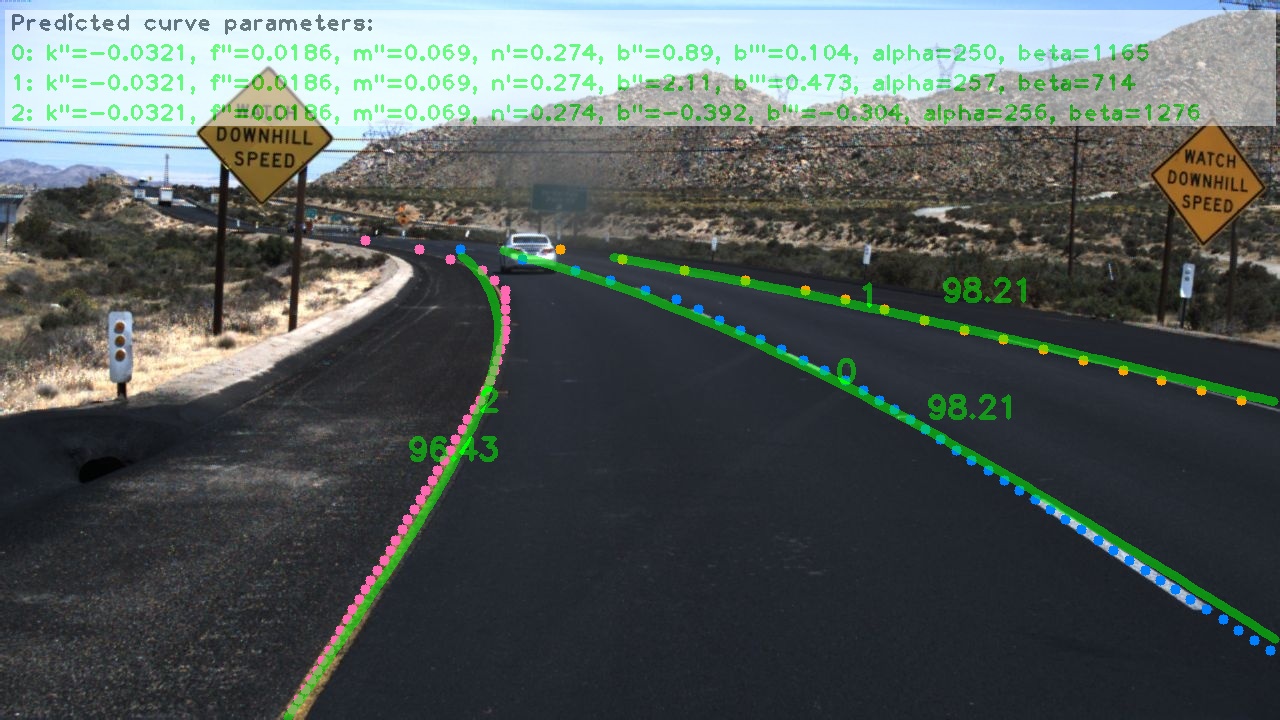 Predicted curve parameters:
0: k''=-0.0321, f''=0.0186, m''=0.069, n'=0.274, b''=0.89, b'''=0.104, alpha=250, beta=1165
1: k''=-0.0321, f''=0.0186, m''=0.069, n'=0.274, b''=2.11, b'''=0.473, alpha=257, beta=714
2: k''=-0.0321, f''=0.0186, m''=0.069, n'=0.274, b''=-0.392, b'''=-0.304, alpha=256, beta=1276
WATCH
DOWNHILL
SPEED
WATCH
DOWNHILL
SPEED
1
98.21
0
98.21
2
96.43